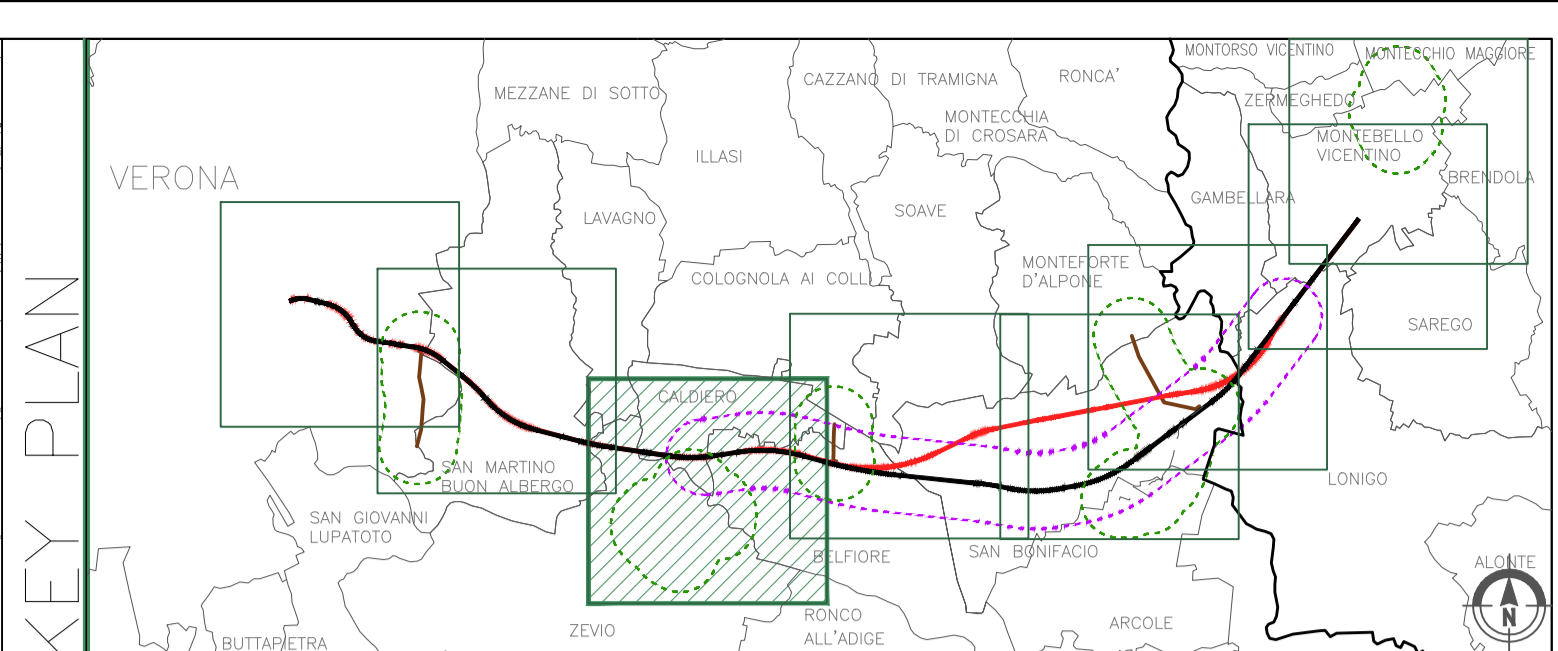 KEY PLAN
MONTORSO VICENTINO
MONTECCHIO MAGGIORE
CAZZANO DI TRAMIGNA
RONCA'
MEZZANE DI SOTTO
ZERMEGHEDO
MONTECCHIA
DI CROSARA
MONTEBELLO
VICENTINO
ILLASI
VERONA
BRENDOLA
GAMBELLARA
LAVAGNO
SOAVE
MONTEFORTE
D'ALPONE
COLOGNOLA AI COLLI
SAREGO
CALDIERO
SAN MARTINO
BUON ALBERGO
LONIGO
SAN GIOVANNI
LUPATOTO
BELFIORE
SAN BONIFACIO
ALONTE
N
RONCO
ALL'ADIGE
ZEVIO
ARCOLE
BUTTAPIETRA